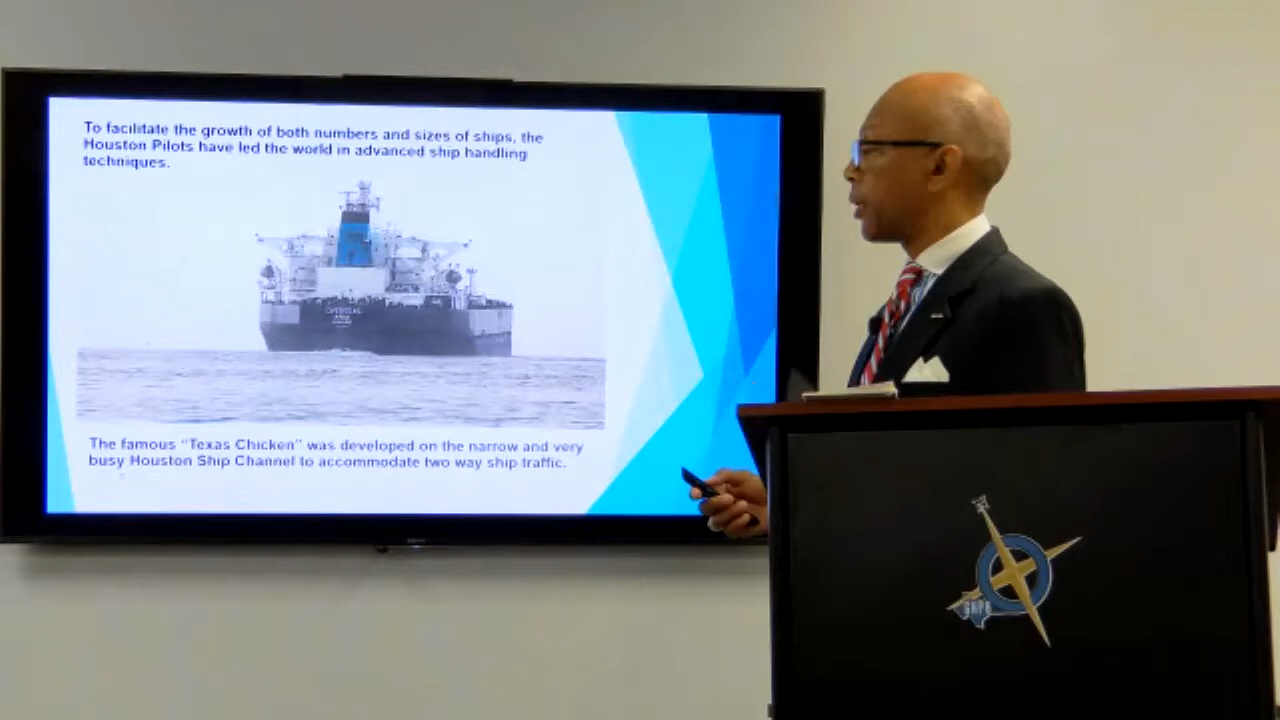 To facilitate the growth of both numbers and sizes of ships, the
Houston Pilots have led the world in advanced ship handling
techniques.
The famous “Texas Chicken” was developed on the narrow and very
busy Houston Ship Channel to accommodate two way ship traffic.